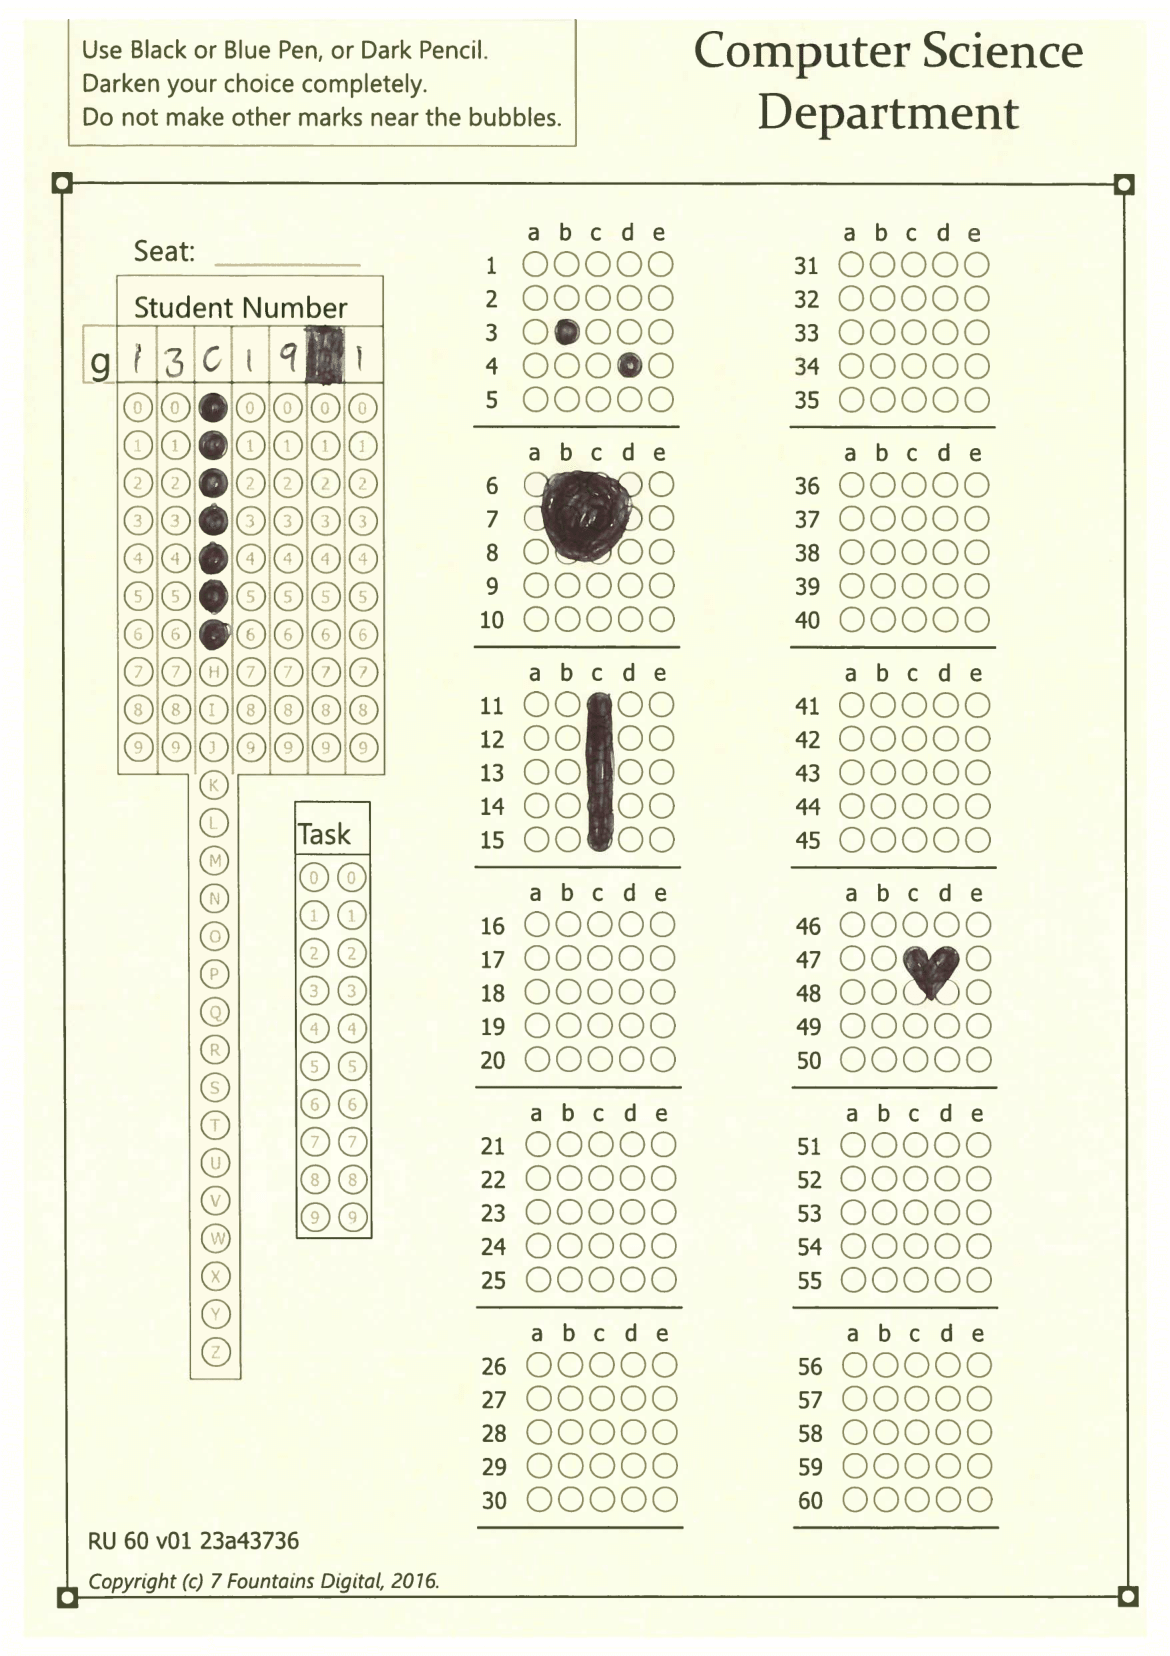 Use Black or Blue Pen, or Dark Pencil.
Darken your choice completely.
Do not make other marks near the bubbles.
Computer Science
Department
Seat:
Student Number
g 1 3 C 1 9 1
0 0 0 0 0 0
1 1 1 1 1 1
2 2 2 2 2 2
3 3 3 3 3 3
4 4 4 4 4 4
5 5 5 5 5 5
6 6 6 6 6 6
7 7 H 7 7 7 7
8 8 I 8 8 8 8
9 9 J 9 9 9 9
K
L
M
N
O
P
Q
R
S
T
U
V
W
X
Y
Z
Task
0 0
1 1
2 2
3 3
4 4
5 5
6 6
7 7
8 8
9 9
a b c d e
1
2
3
4
5
a b c d e
6
7
8
9
10
a b c d e
11
12
13
14
15
a b c d e
16
17
18
19
20
a b c d e
21
22
23
24
25
a b c d e
26
27
28
29
30
a b c d e
31
32
33
34
35
a b c d e
36
37
38
39
40
a b c d e
41
42
43
44
45
a b c d e
46
47
48
49
50
a b c d e
51
52
53
54
55
a b c d e
56
57
58
59
60
RU 60 v01 23a43736
Copyright (c) 7 Fountains Digital, 2016.